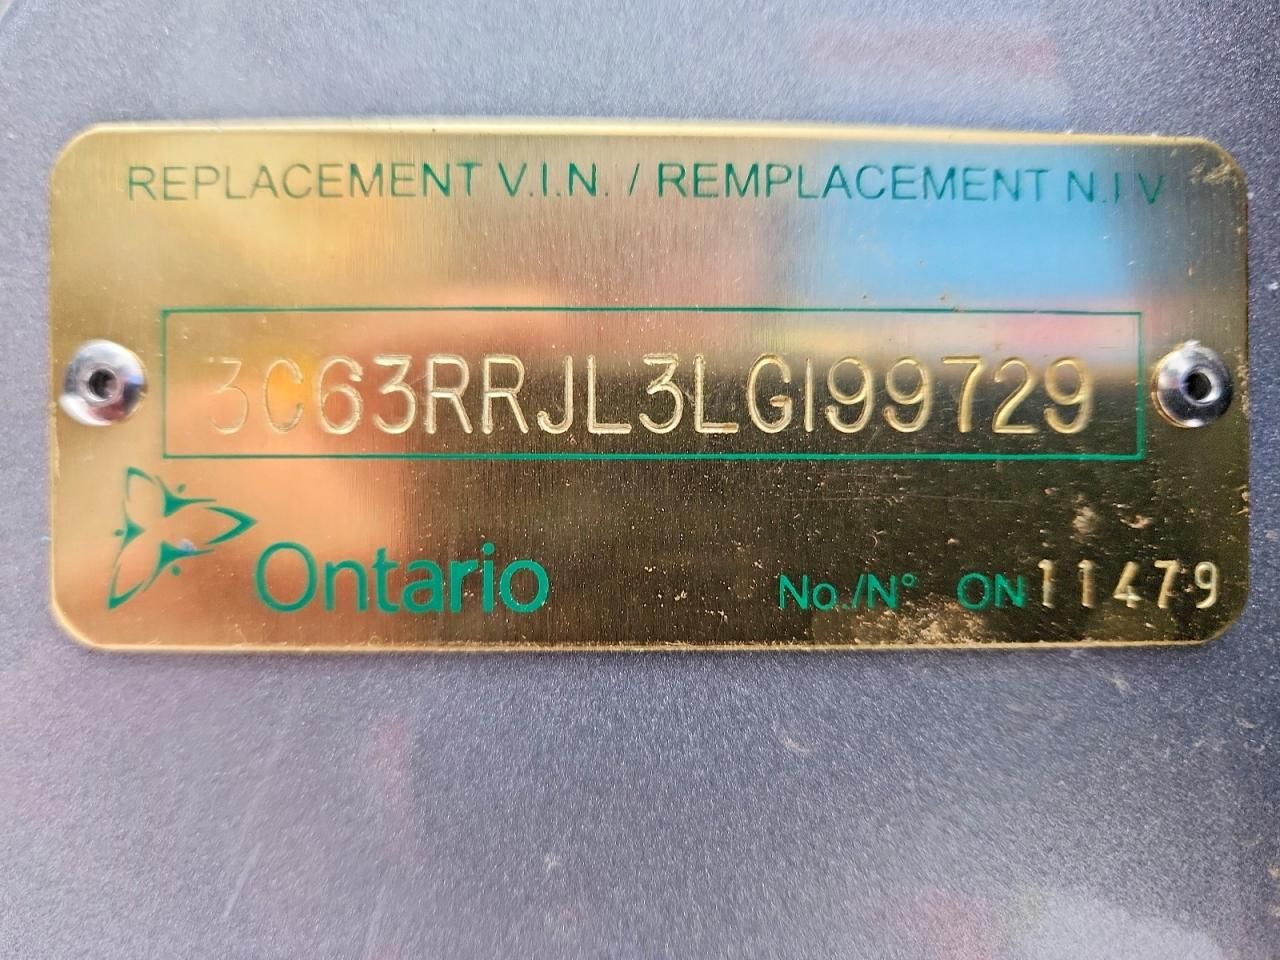 REPLACEMENT V.I.N. / REMPLACEMENT N.I V
3C63RRJL3LG199729
Ontario
No./N° ON11479